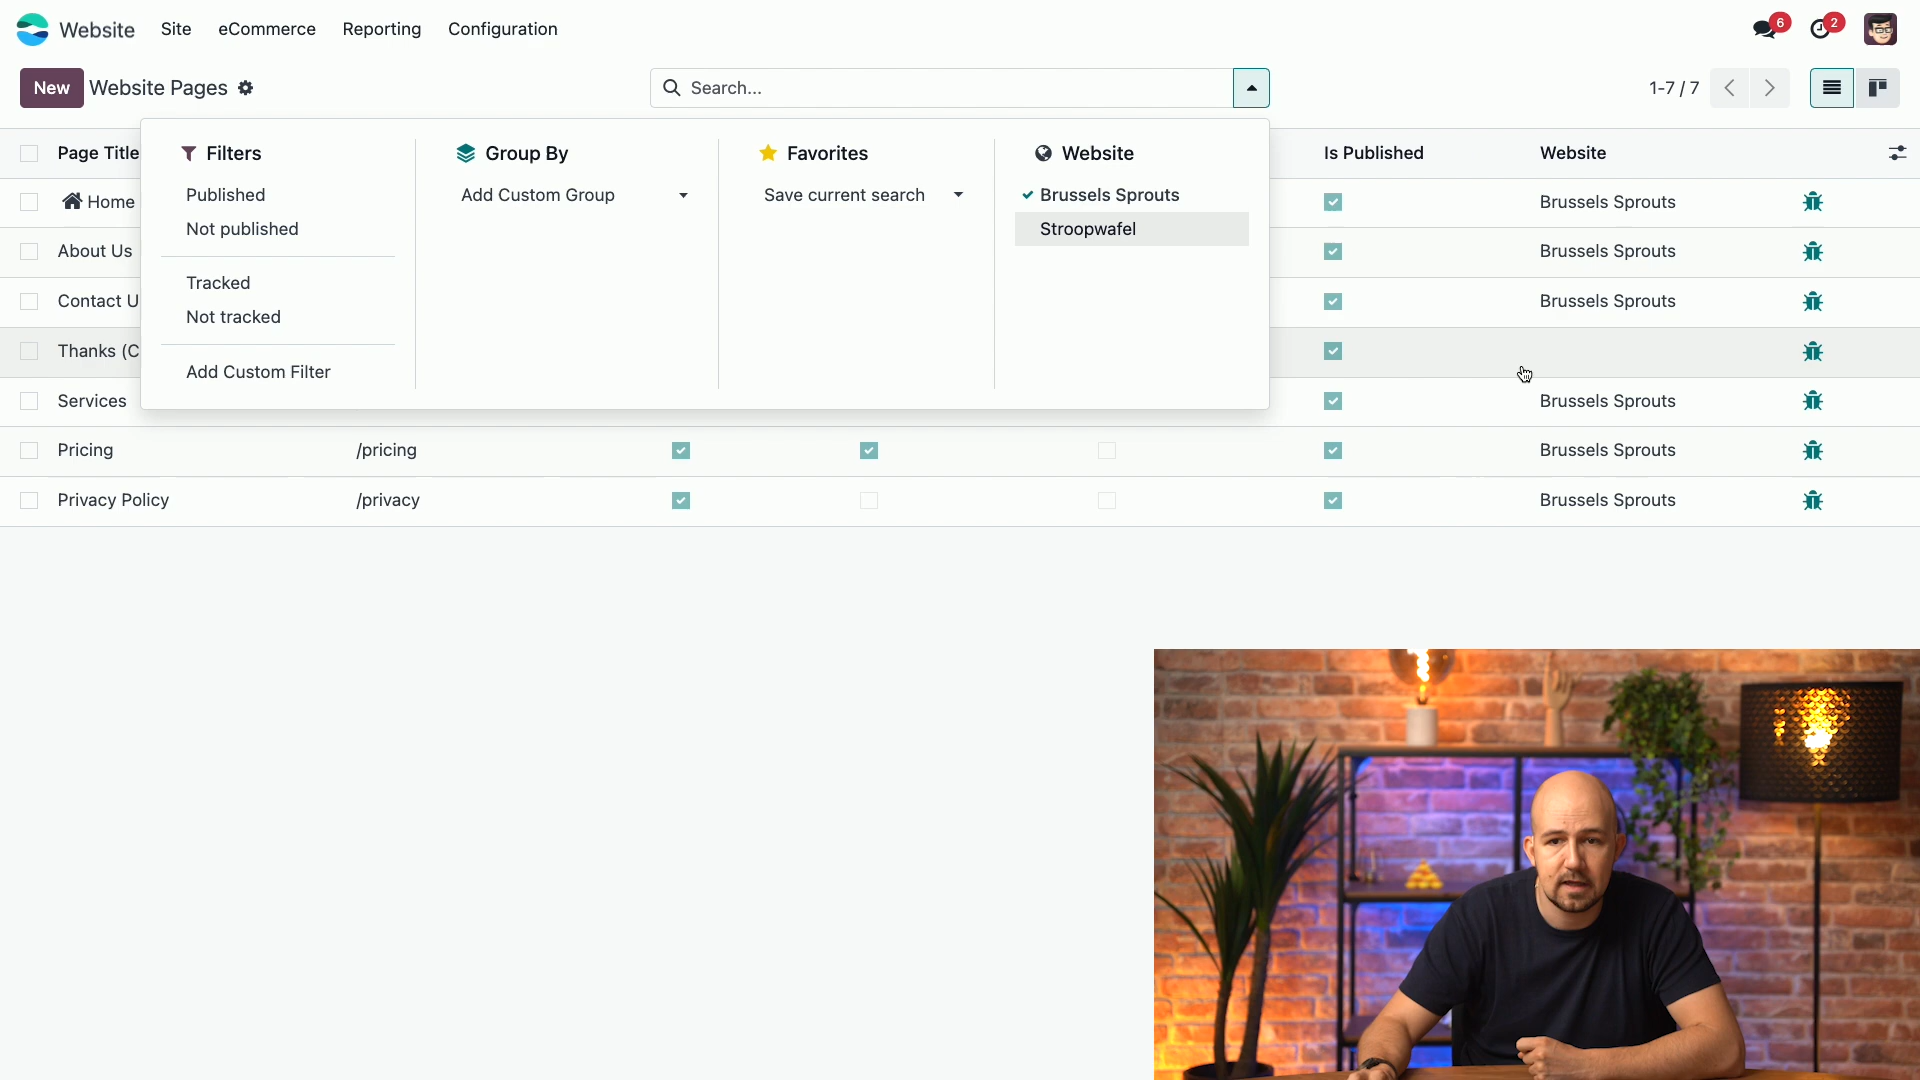 Website Site eCommerce Reporting Configuration 6 2
New Website Pages Search... 1-7 / 7
Page Title Filters Group By Favorites Website Is Published Website
Published Add Custom Group Save current search Brussels Sprouts
Home Brussels Sprouts
Not published Stroopwafel
About Us Brussels Sprouts
Tracked
Contact U Brussels Sprouts
Not tracked
Thanks (C
Add Custom Filter
Services Brussels Sprouts
Pricing /pricing Brussels Sprouts
Privacy Policy /privacy Brussels Sprouts